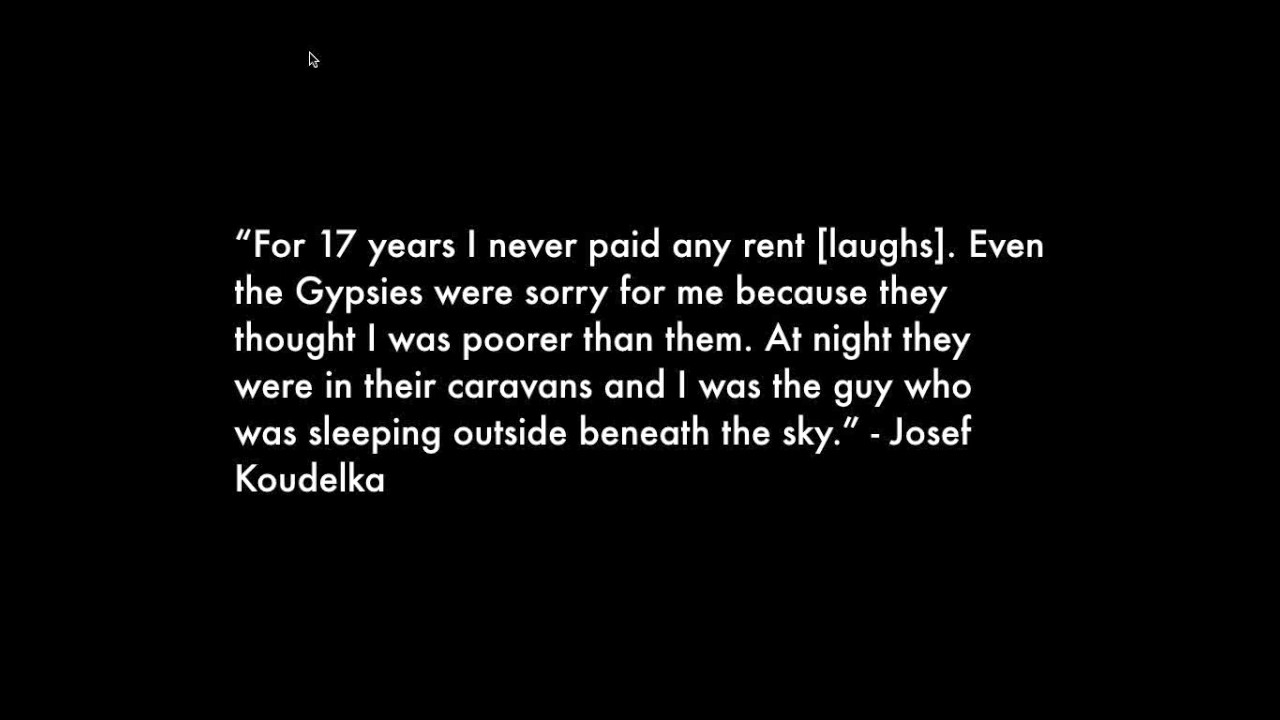 “For 17 years I never paid any rent [laughs]. Even
the Gypsies were sorry for me because they
thought I was poorer than them. At night they
were in their caravans and I was the guy who
was sleeping outside beneath the sky.” - Josef
Koudelka